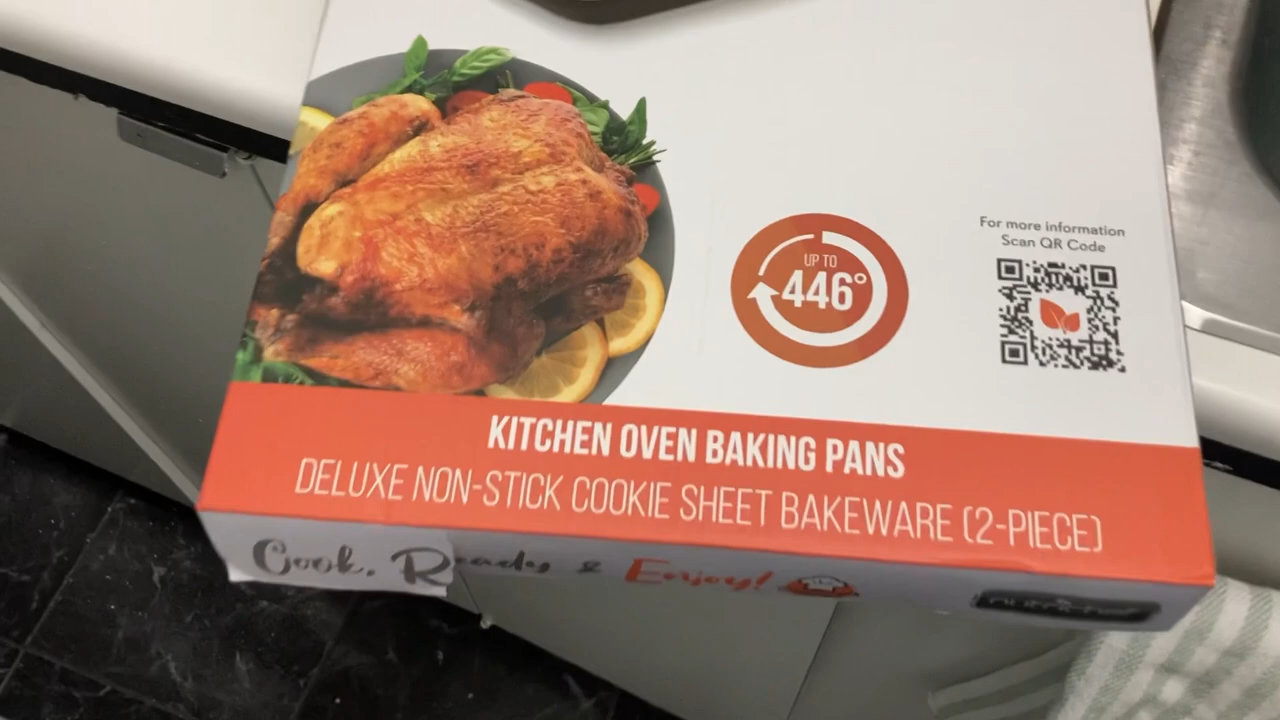 For more information
Scan QR Code
UP TO
446°
KITCHEN OVEN BAKING PANS
DELUXE NON-STICK COOKIE SHEET BAKEWARE (2-PIECE)
Cook, Ready & Enjoy!